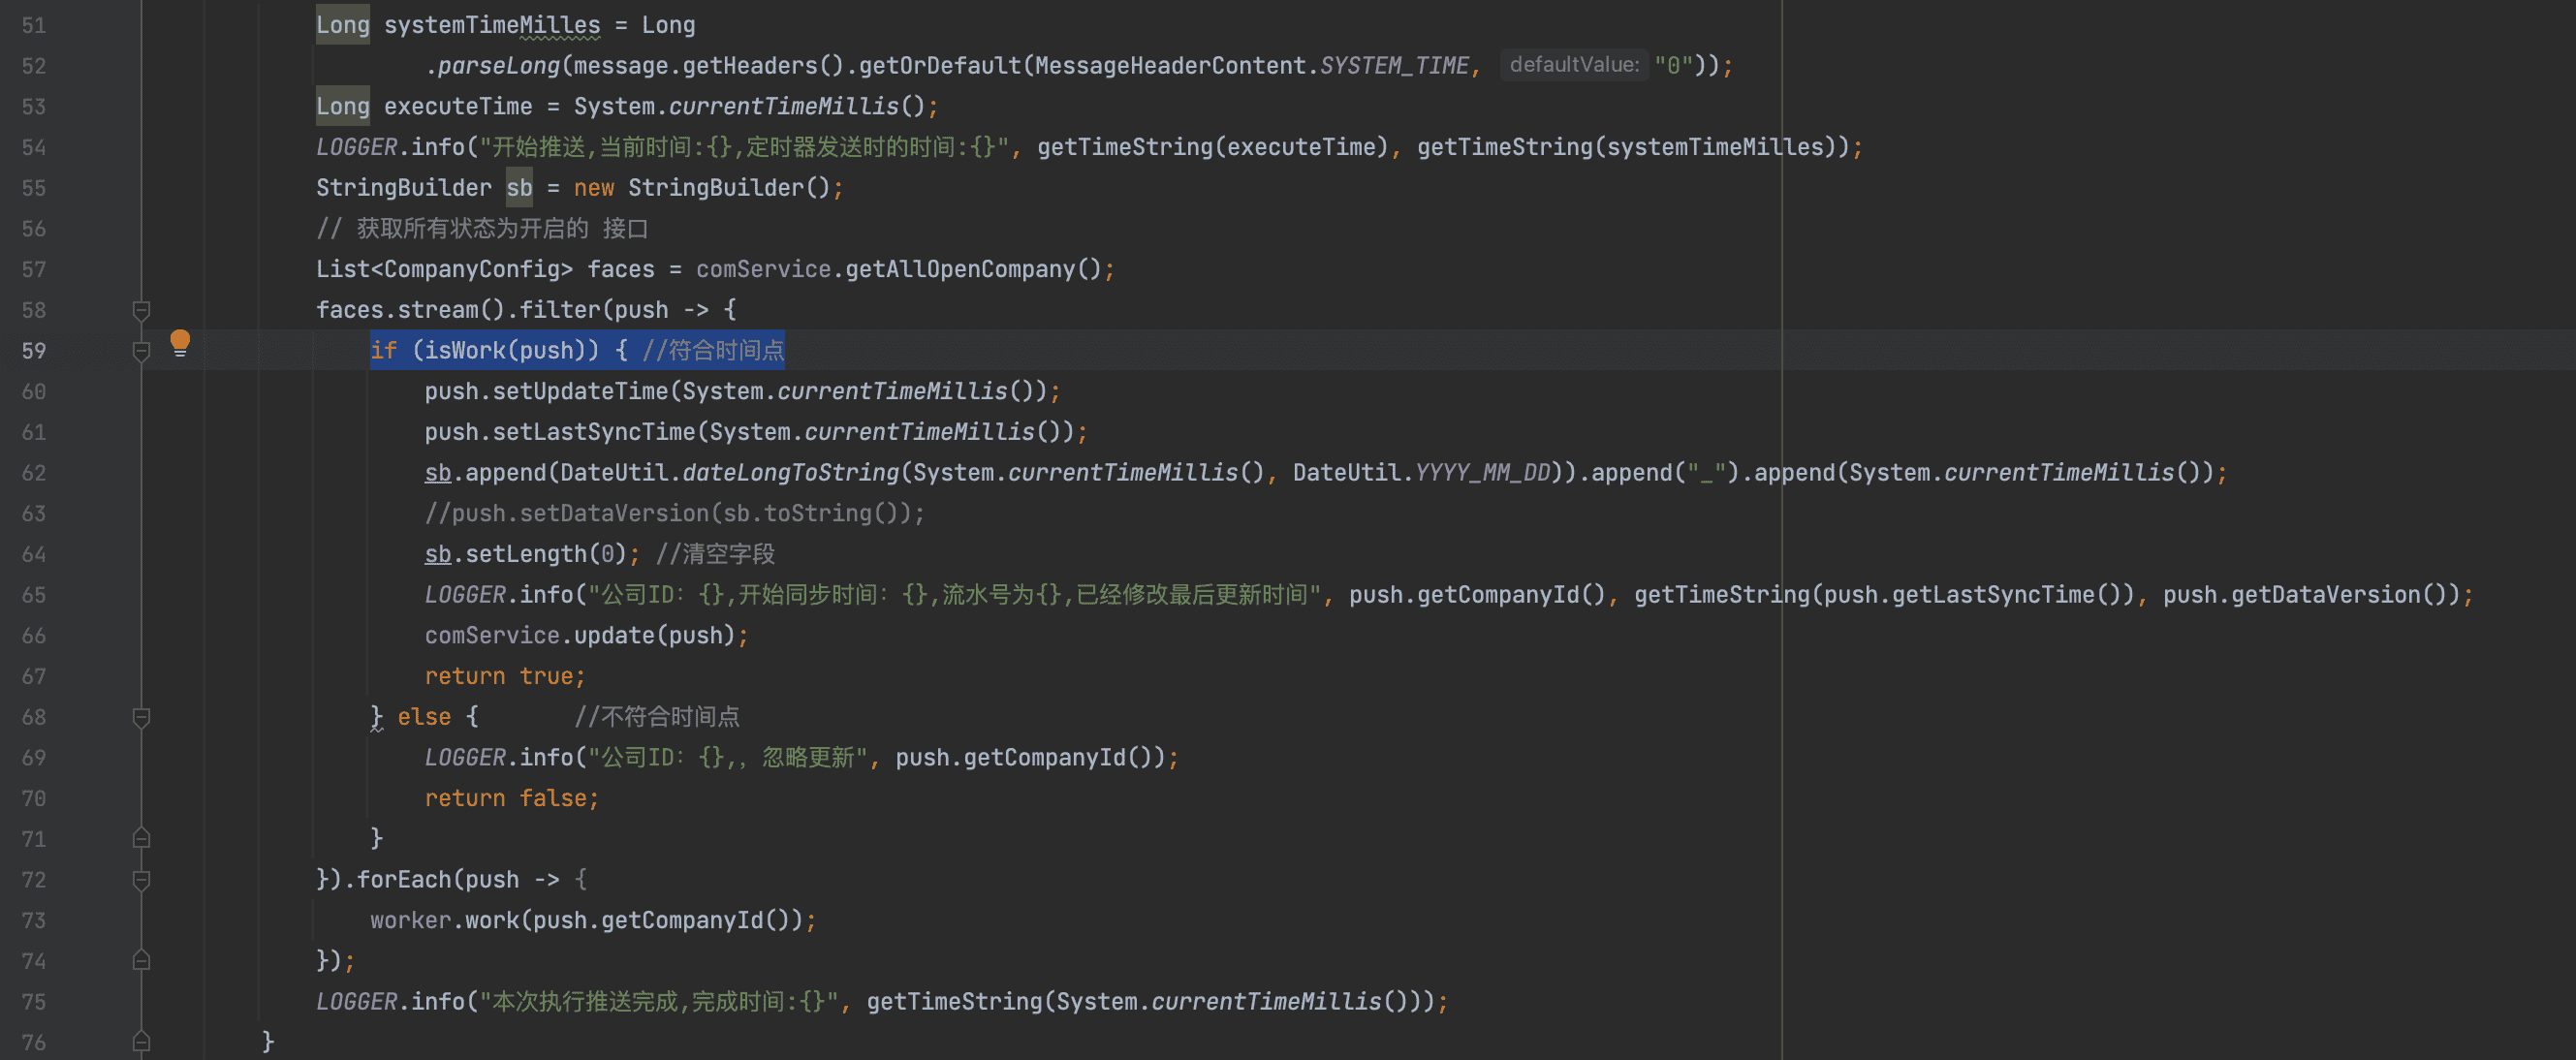 51 Long systemTimeMilles = Long
52 .parseLong(message.getHeaders().getOrDefault(MessageHeaderContent.SYSTEM_TIME, defaultValue: "0"));
53 Long executeTime = System.currentTimeMillis();
54 LOGGER.info("开始推送,当前时间:{},定时器发送时的时间:{}", getTimeString(executeTime), getTimeString(systemTimeMilles));
55 StringBuilder sb = new StringBuilder();
56 // 获取所有状态为开启的 接口
57 List<CompanyConfig> faces = comService.getAllOpenCompany();
58 faces.stream().filter(push -> {
59 if (isWork(push)) { //符合时间点
60 push.setUpdateTime(System.currentTimeMillis());
61 push.setLastSyncTime(System.currentTimeMillis());
62 sb.append(DateUtil.dateLongToString(System.currentTimeMillis(), DateUtil.YYYY_MM_DD)).append("_").append(System.currentTimeMillis());
63 //push.setDataVersion(sb.toString());
64 sb.setLength(0); //清空字段
65 LOGGER.info("公司ID：{},开始同步时间：{},流水号为{},已经修改最后更新时间", push.getCompanyId(), getTimeString(push.getLastSyncTime()), push.getDataVersion());
66 comService.update(push);
67 return true;
68 } else { //不符合时间点
69 LOGGER.info("公司ID：{},，忽略更新", push.getCompanyId());
70 return false;
71 }
72 }).forEach(push -> {
73 worker.work(push.getCompanyId());
74 });
75 LOGGER.info("本次执行推送完成,完成时间:{}", getTimeString(System.currentTimeMillis()));
76 }